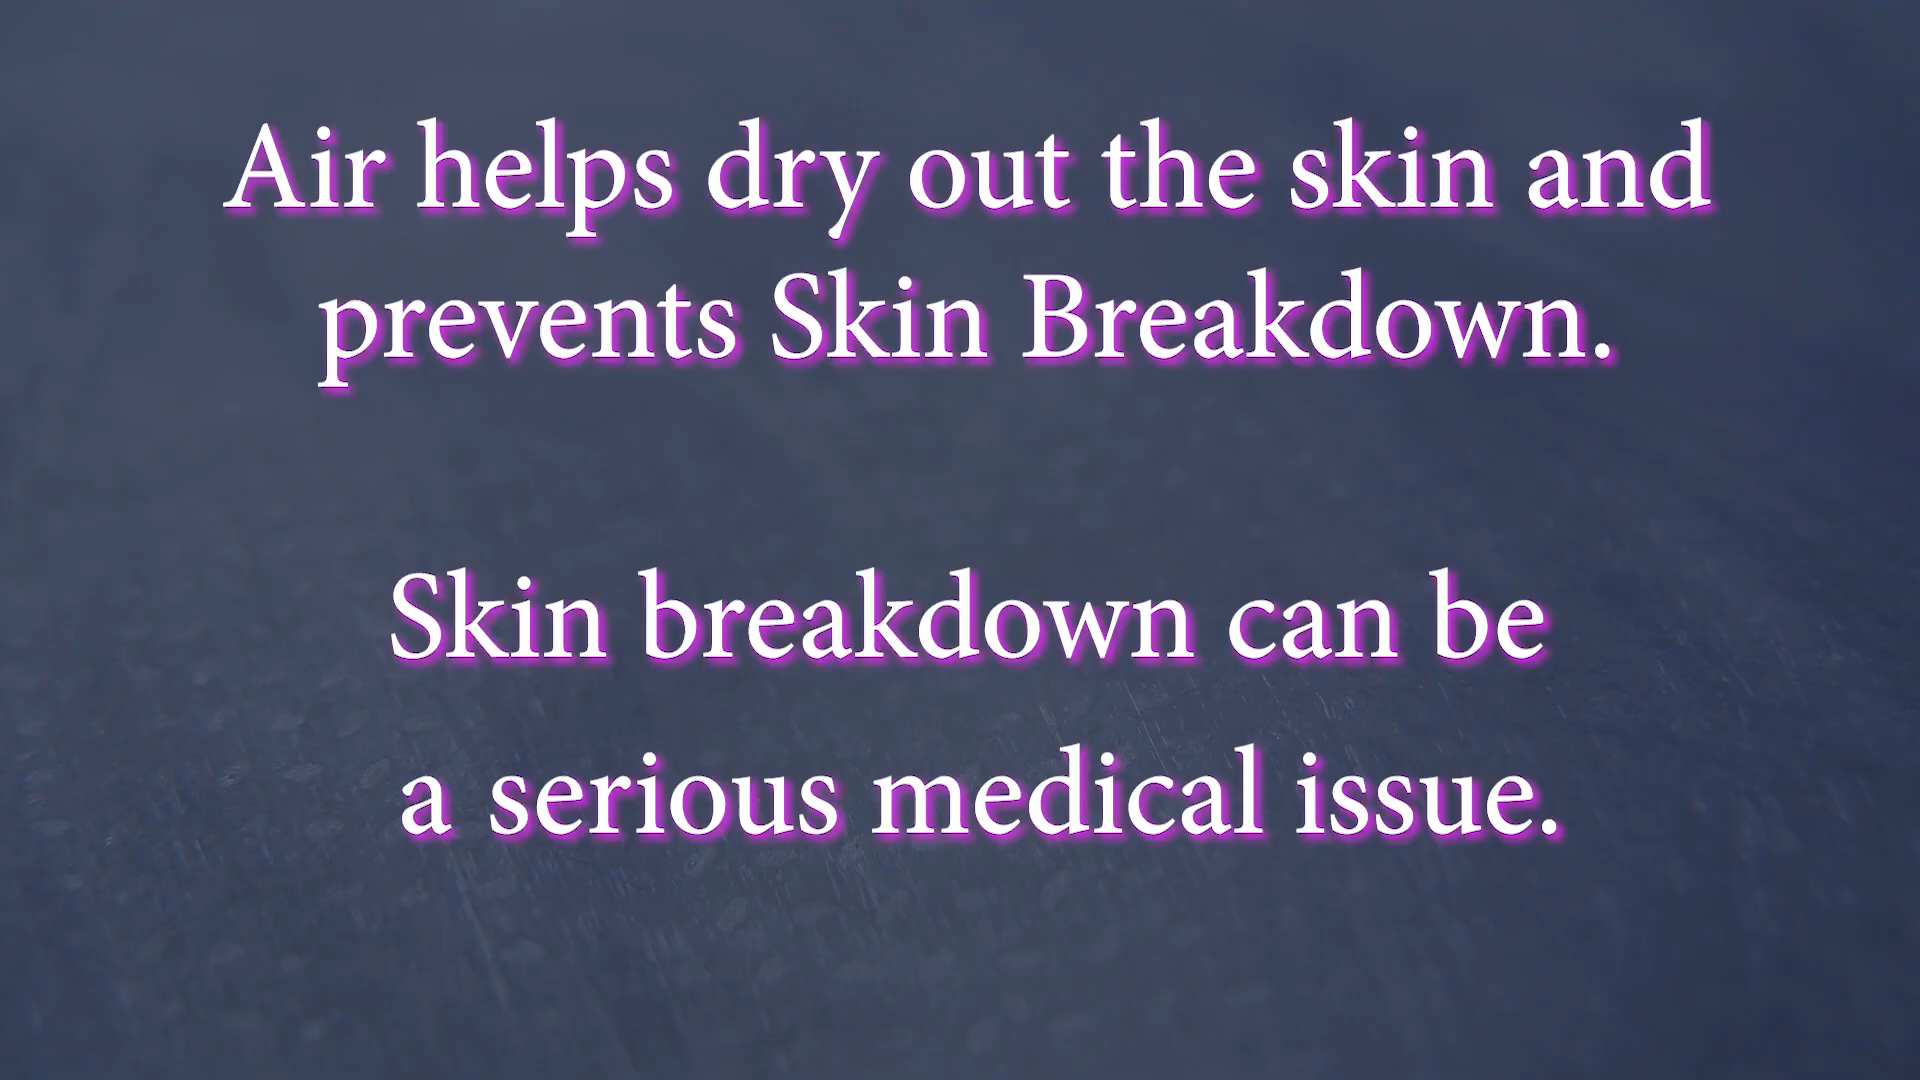 Air helps dry out the skin and
prevents Skin Breakdown.
Skin breakdown can be
a serious medical issue.